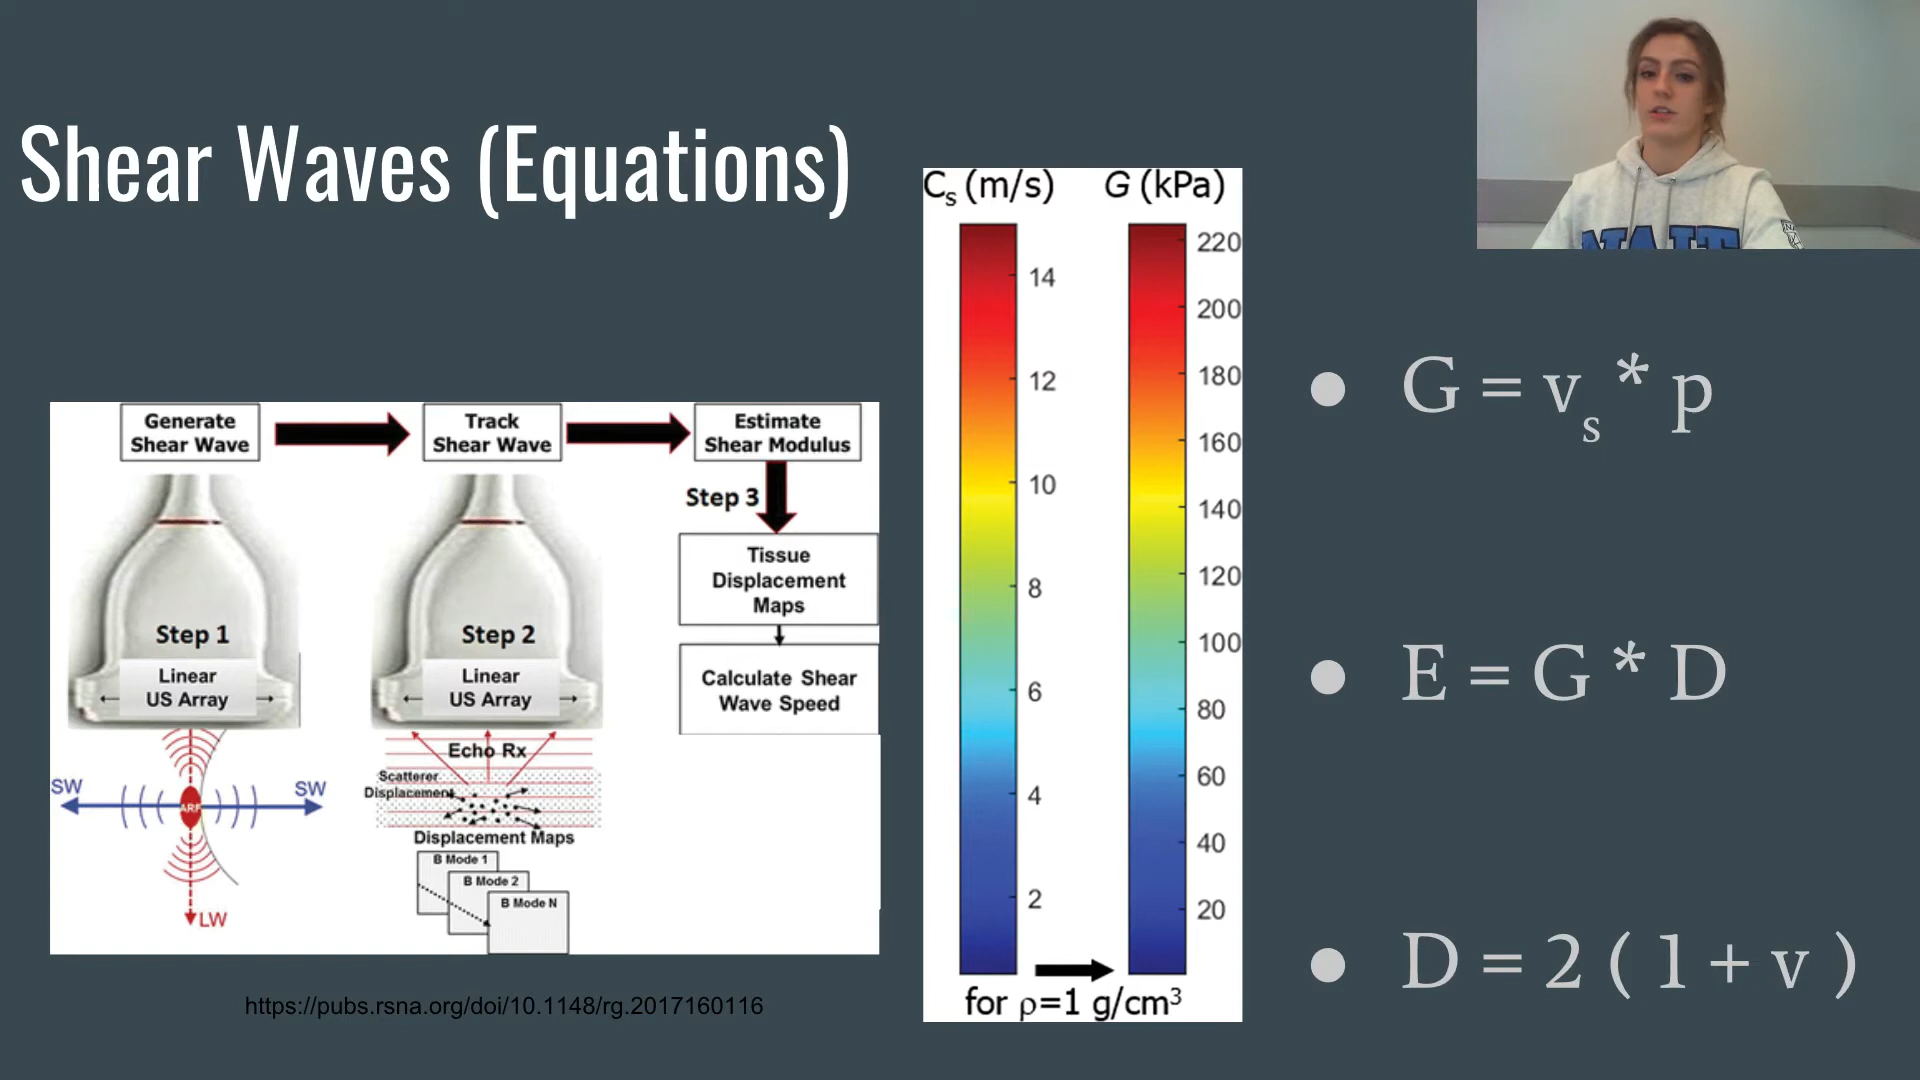 Shear Waves (Equations)
Generate
Shear Wave
Track
Shear Wave
Estimate
Shear Modulus
Step 3
Tissue
Displacement
Maps
Calculate Shear
Wave Speed
Step 1
Linear
US Array
SW
SW
ARF
LW
Step 2
Linear
US Array
Echo Rx
Scatterer
Displacement
Displacement Maps
B Mode 1
B Mode 2
B Mode N
https://pubs.rsna.org/doi/10.1148/rg.2017160116
Cs (m/s)
14
12
10
8
6
4
2
G (kPa)
220
200
180
160
140
120
100
80
60
40
20
for ρ=1 g/cm³
NAIT
● G = vs * p
● E = G * D
● D = 2 ( 1 + v )